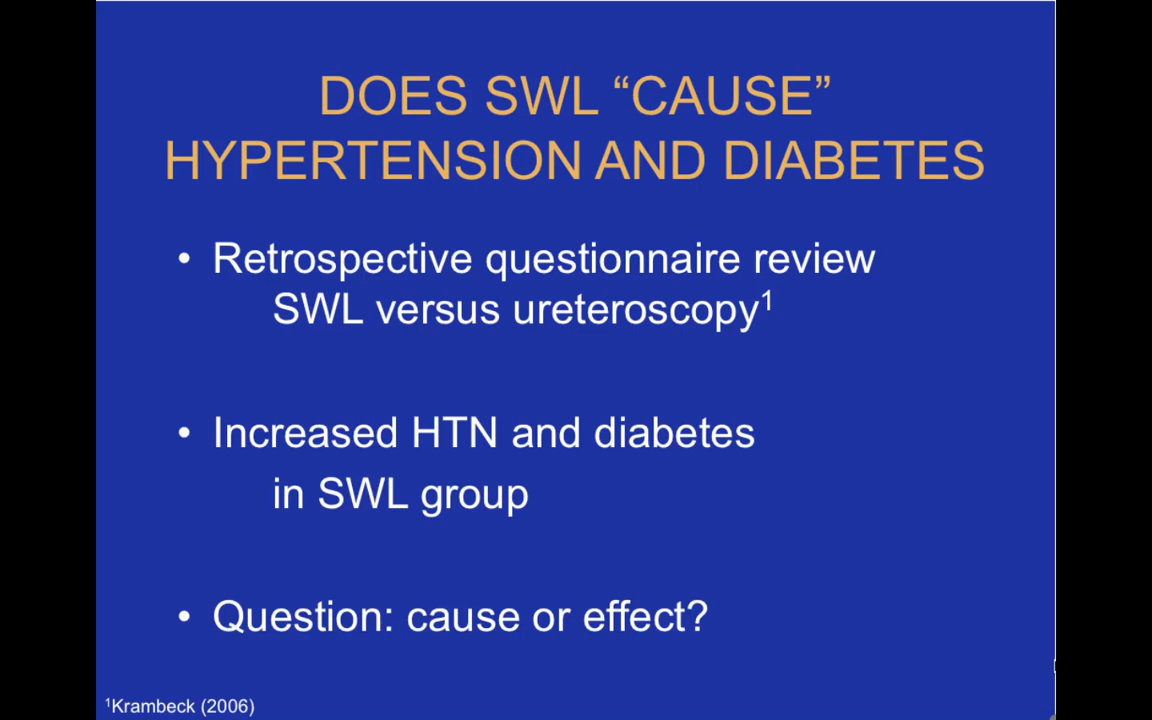 DOES SWL “CAUSE”
HYPERTENSION AND DIABETES
• Retrospective questionnaire review
SWL versus ureteroscopy¹
• Increased HTN and diabetes
in SWL group
• Question: cause or effect?
¹Krambeck (2006)